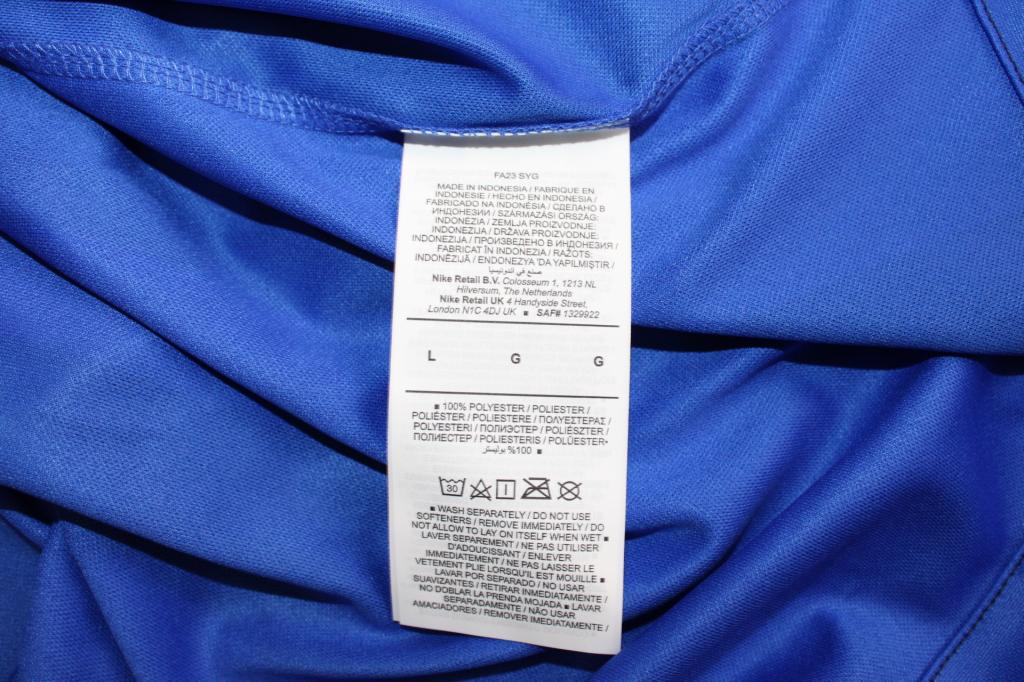 FA23 SYG
MADE IN INDONESIA / FABRIQUE EN
INDONESIE / HECHO EN INDONESIA /
FABRICADO NA INDONÉSIA / СДЕЛАНО В
ИНДОНЕЗИИ / SZÁRMAZÁSI ORSZÁG:
INDONÉZIA / ZEMLJA PROIZVODNJE:
INDONEZIJA / DRŽAVA PROIZVODNJE:
INDONEZIJA / ПРОИЗВЕДЕНО В ИНДОНЕЗИЯ /
FABRICAT ÎN INDONEZIA / RAŽOTS:
INDONĒZIJĀ / ENDONEZYA 'DA YAPILMIŞTIR /
صنع في اندونيسيا
Nike Retail B.V. Colosseum 1, 1213 NL
Hilversum, The Netherlands
Nike Retail UK 4 Handyside Street,
London N1C 4DJ UK ■ SAF# 1329922
L G G
■ 100% POLYESTER / POLIESTER /
POLIÉSTER / POLIESTERE / ΠΟΛΥΕΣΤΕΡΑΣ /
POLYESTERI / ПОЛИЭСТЕР / POLIÉSZTER /
ПОЛИЕСТЕР / POLIESTERIS / POLÜESTER•
■ 100% بوليستر
30
■ WASH SEPARATELY / DO NOT USE
SOFTENERS / REMOVE IMMEDIATELY / DO
NOT ALLOW TO LAY ON ITSELF WHEN WET ■
LAVER SEPAREMENT / NE PAS UTILISER
D'ADOUCISSANT / ENLEVER
IMMEDIATEMENT / NE PAS LAISSER LE
VETEMENT PLIE LORSQU'IL EST MOUILLE ■
LAVAR POR SEPARADO / NO USAR
SUAVIZANTES / RETIRAR INMEDIATAMENTE /
NO DOBLAR LA PRENDA MOJADA ■ LAVAR
SEPARADAMENTE / NÃO USAR
AMACIADORES / REMOVER IMEDIATAMENTE /